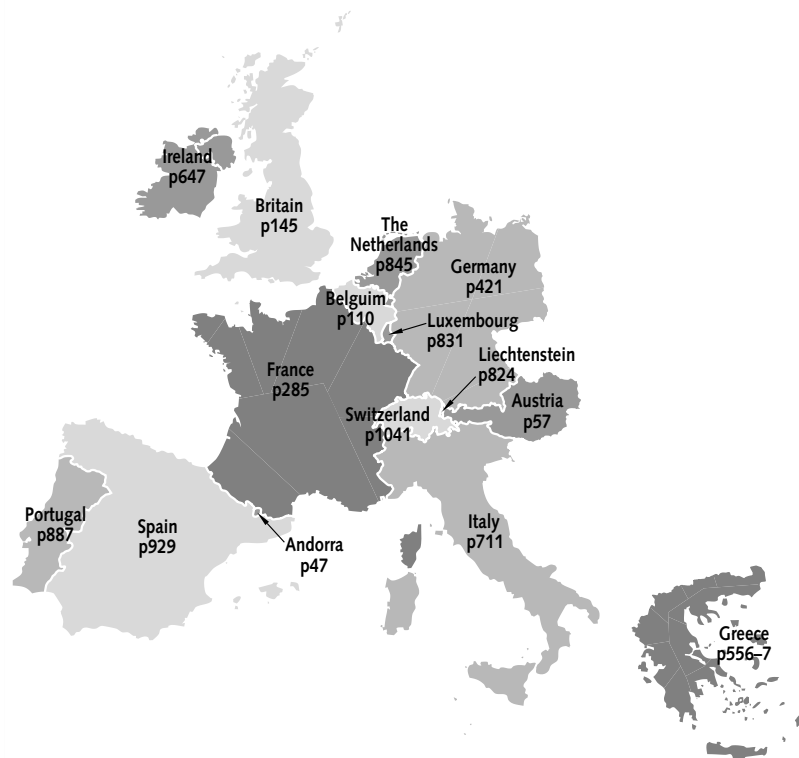 Ireland
p647
Britain
p145
The
Netherlands
p845
Germany
p421
Belguim
p110
Luxembourg
p831
Liechtenstein
p824
France
p285
Austria
p57
Switzerland
p1041
Portugal
p887
Spain
p929
Italy
p711
Andorra
p47
Greece
p556–7